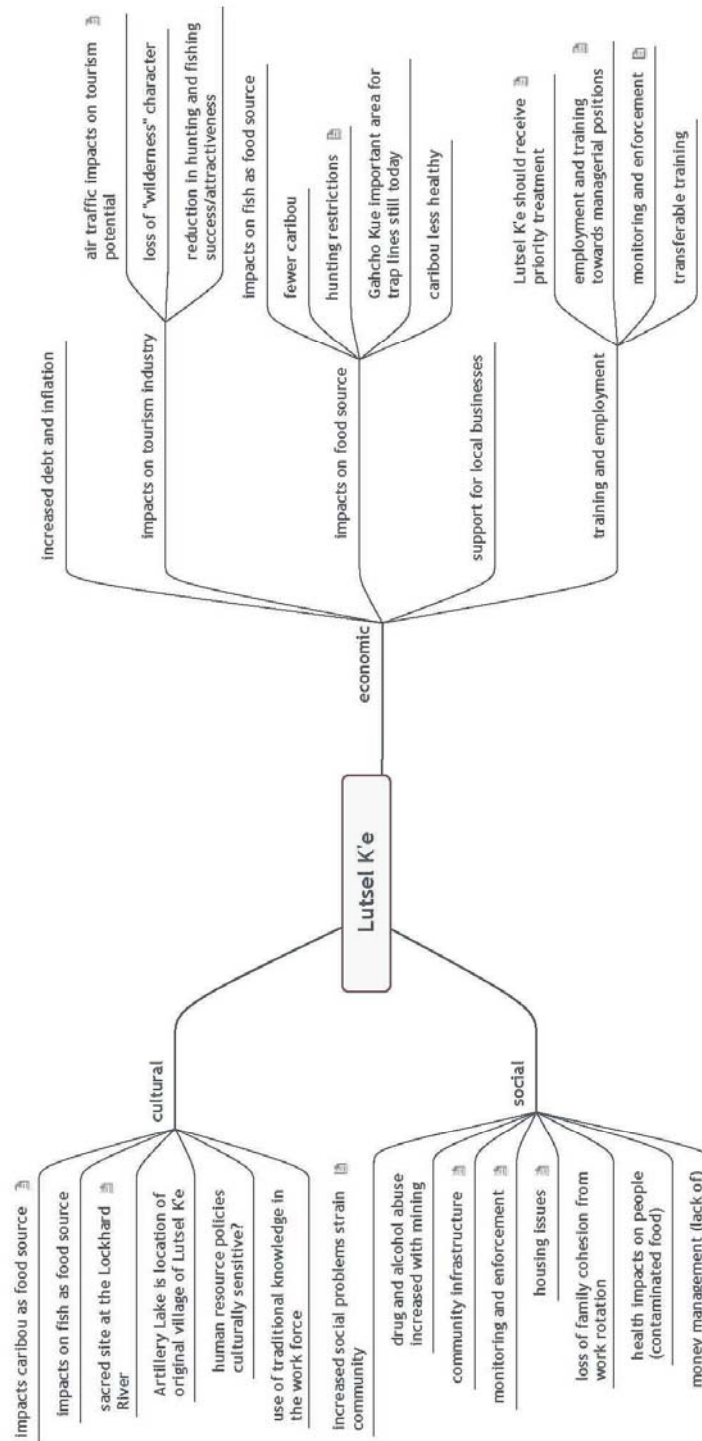 Lutsel K'e
cultural
impacts caribou as food source
impacts on fish as food source
sacred site at the Lockhard
River
Artillery Lake is location of
original village of Lutsel K'e
human resource policies
culturally sensitive?
use of traditional knowledge in
the work force
social
increased social problems strain
community
drug and alcohol abuse
increased with mining
community infrastructure
monitoring and enforcement
housing issues
loss of family cohesion from
work rotation
health impacts on people
(contaminated food)
money management (lack of)
economic
increased debt and inflation
impacts on tourism industry
air traffic impacts on tourism
potential
loss of "wilderness" character
reduction in hunting and fishing
success/attractiveness
impacts on food source
impacts on fish as food source
fewer caribou
hunting restrictions
Gahcho Kue important area for
trap lines still today
caribou less healthy
support for local businesses
training and employment
Lutsel K'e should receive
priority treatment
employment and training
towards managerial positions
monitoring and enforcement
transferable training